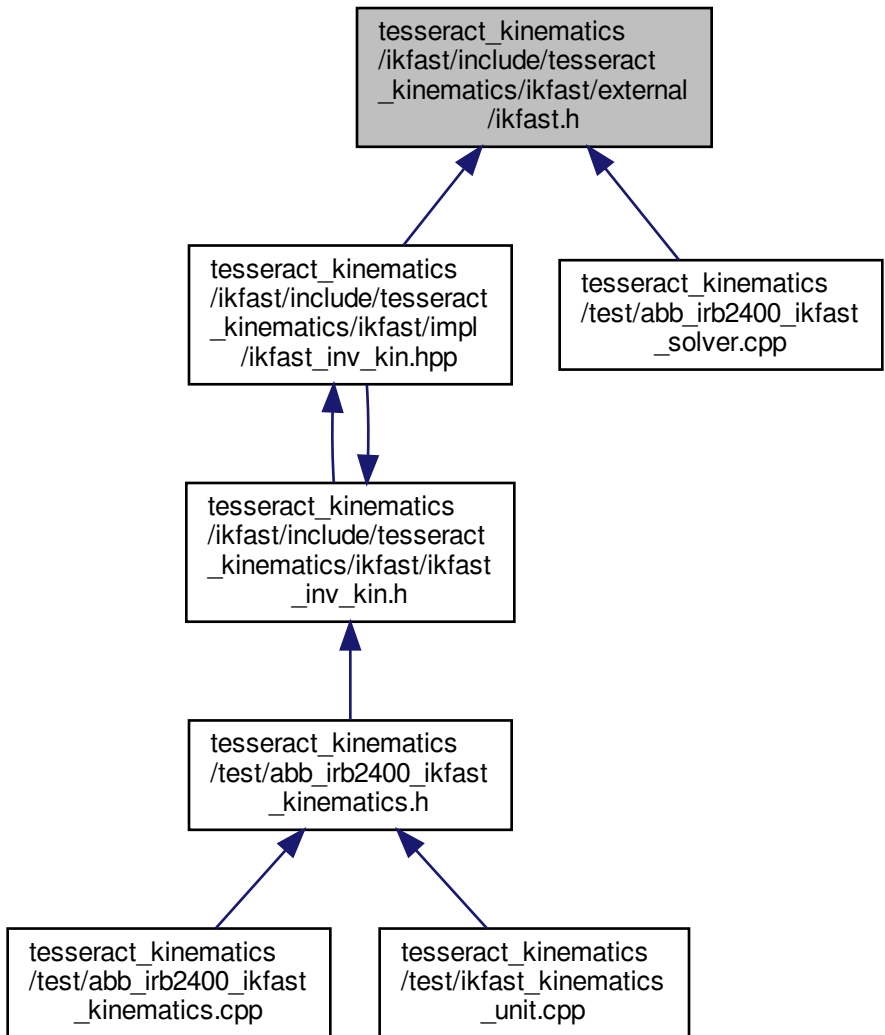 tesseract_kinematics
/ikfast/include/tesseract
_kinematics/ikfast/external
/ikfast.h
tesseract_kinematics
/ikfast/include/tesseract
_kinematics/ikfast/impl
/ikfast_inv_kin.hpp
tesseract_kinematics
/test/abb_irb2400_ikfast
_solver.cpp
tesseract_kinematics
/ikfast/include/tesseract
_kinematics/ikfast/ikfast
_inv_kin.h
tesseract_kinematics
/test/abb_irb2400_ikfast
_kinematics.h
tesseract_kinematics
/test/abb_irb2400_ikfast
_kinematics.cpp
tesseract_kinematics
/test/ikfast_kinematics
_unit.cpp